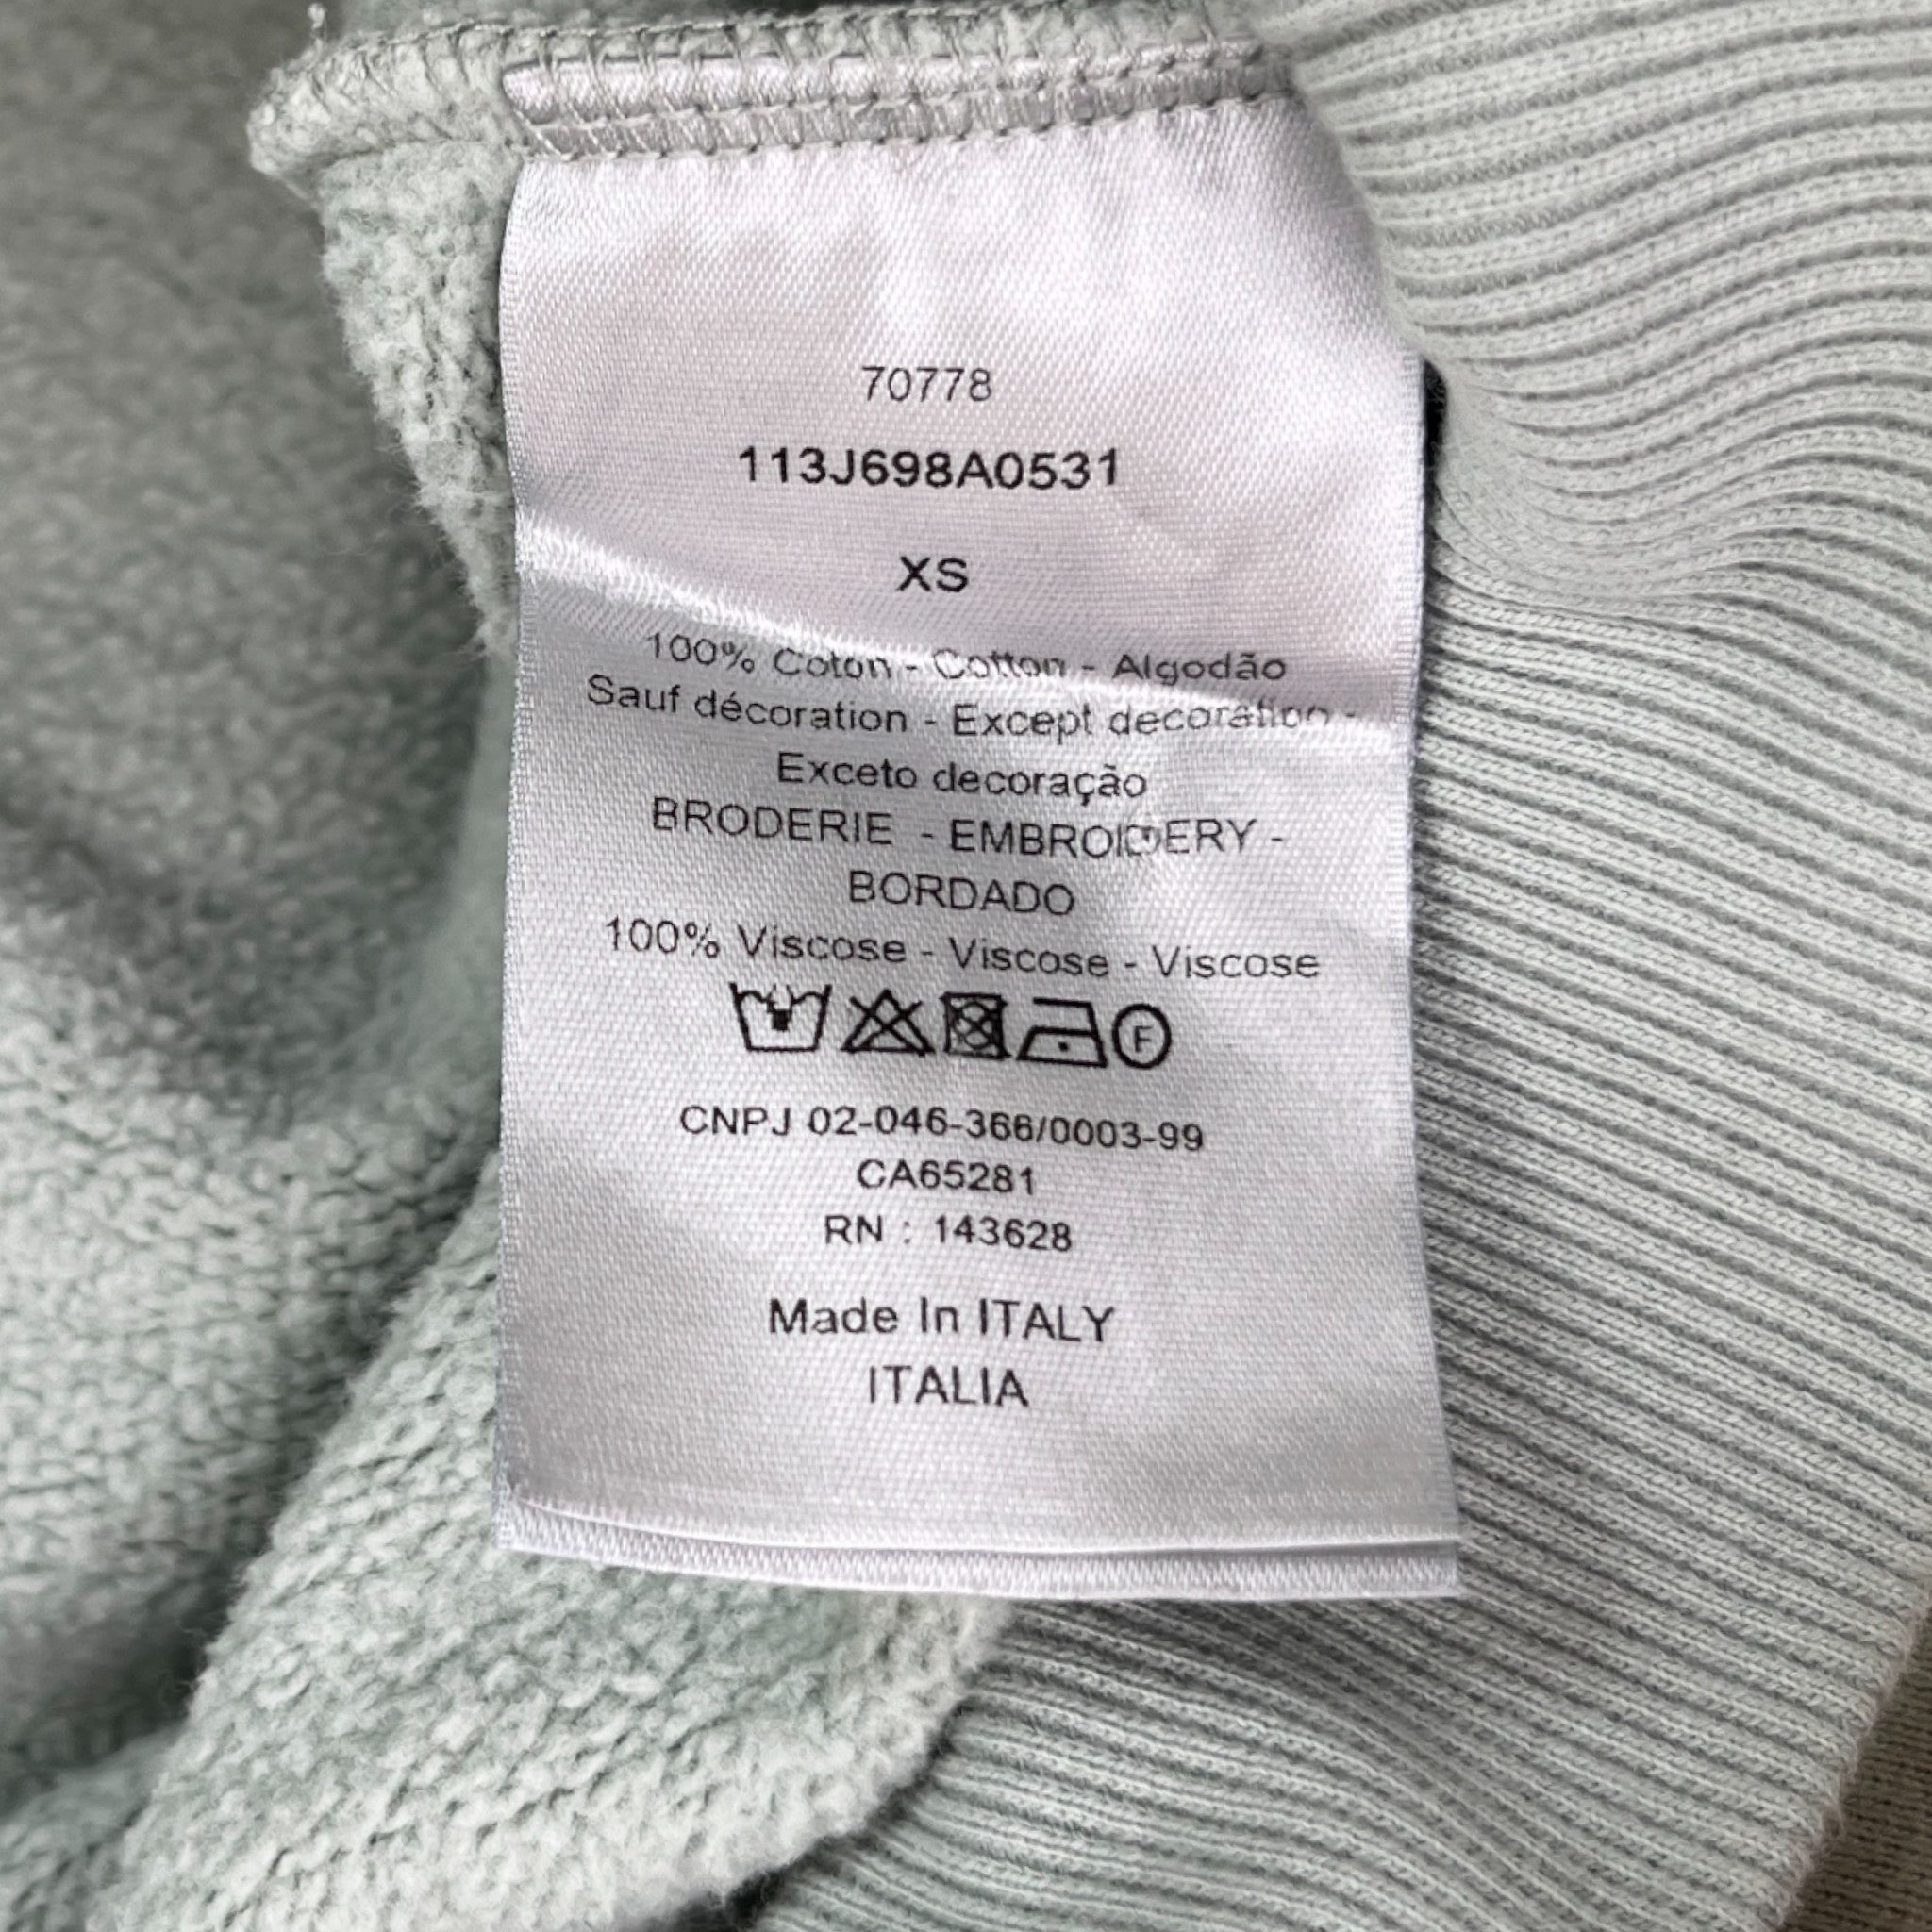 70778
113J698A0531
XS
100% Coton - Cotton - Algodão
Sauf décoration - Except decoration -
Exceto decoração
BRODERIE - EMBROIDERY -
BORDADO
100% Viscose - Viscose - Viscose
F
CNPJ 02-046-366/0003-99
CA65281
RN : 143628
Made In ITALY
ITALIA